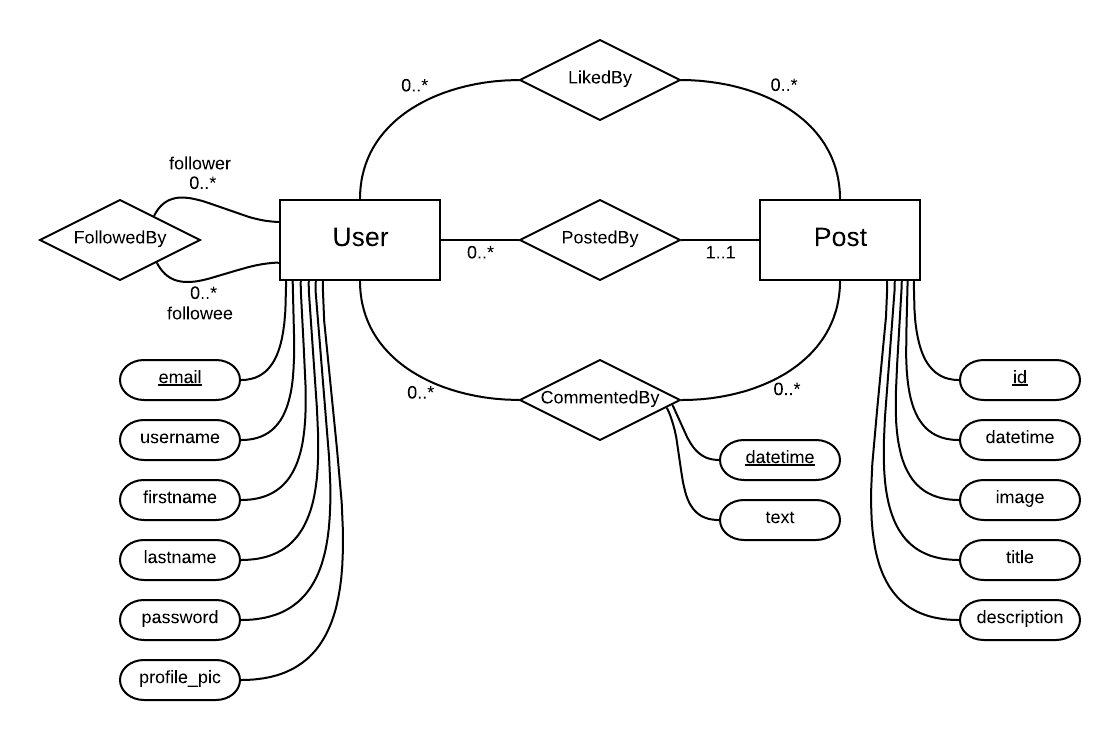 LikedBy
0..*
0..*
follower
0..*
FollowedBy
User
PostedBy
Post
0..*
1..1
0..*
followee
email
0..*
CommentedBy
0..*
id
username
datetime
datetime
firstname
text
image
lastname
title
password
description
profile_pic